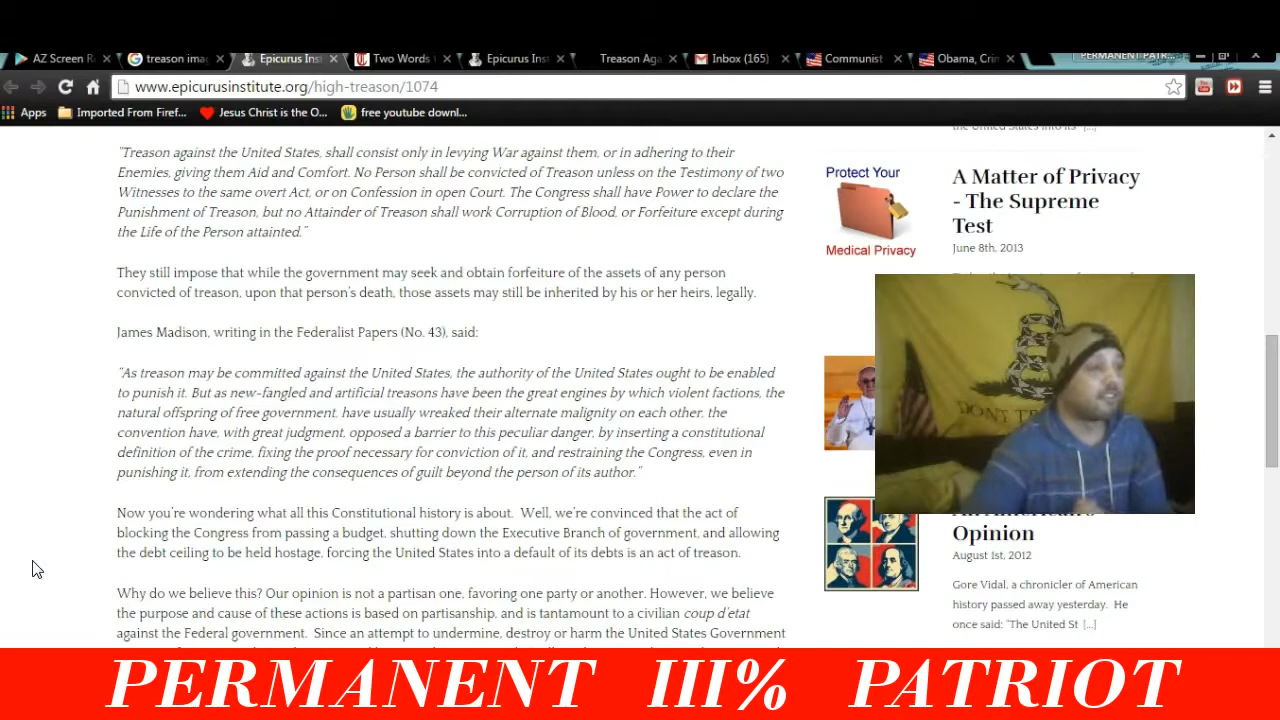 AZ Screen Re
treason ima
Epicurus Inst
Two Words
Epicurus Inst
Treason Aga
Inbox (165)
Communist
Obama, Crim
PERMANENT PATR...
www.epicurusinstitute.org/high-treason/1074
Apps
Imported From Firef...
Jesus Christ is the O...
free youtube downl...
"Treason against the United States, shall consist only in levying War against them, or in adhering to their
Enemies, giving them Aid and Comfort. No Person shall be convicted of Treason unless on the Testimony of two
Witnesses to the same overt Act, or on Confession in open Court. The Congress shall have Power to declare the
Punishment of Treason, but no Attainder of Treason shall work Corruption of Blood, or Forfeiture except during
the Life of the Person attainted."
They still impose that while the government may seek and obtain forfeiture of the assets of any person
convicted of treason, upon that person's death, those assets may still be inherited by his or her heirs, legally.
James Madison, writing in the Federalist Papers (No. 43), said:
"As treason may be committed against the United States, the authority of the United States ought to be enabled
to punish it. But as new-fangled and artificial treasons have been the great engines by which violent factions, the
natural offspring of free government, have usually wreaked their alternate malignity on each other, the
convention have, with great judgment, opposed a barrier to this peculiar danger, by inserting a constitutional
definition of the crime, fixing the proof necessary for conviction of it, and restraining the Congress, even in
punishing it, from extending the consequences of guilt beyond the person of its author."
Now you're wondering what all this Constitutional history is about. Well, we're convinced that the act of
blocking the Congress from passing a budget, shutting down the Executive Branch of government, and allowing
the debt ceiling to be held hostage, forcing the United States into a default of its debts is an act of treason.
Why do we believe this? Our opinion is not a partisan one, favoring one party or another. However, we believe
the purpose and cause of these actions is based on partisanship, and is tantamount to a civilian coup d'etat
against the Federal government. Since an attempt to undermine, destroy or harm the United States Government
the United States into its [...]
Protect Your
Medical Privacy
A Matter of Privacy
- The Supreme
Test
June 8th, 2013
DONT TR
Opinion
August 1st, 2012
Gore Vidal, a chronicler of American
history passed away yesterday. He
once said: "The United St [...]
PERMANENT III% PATRIOT